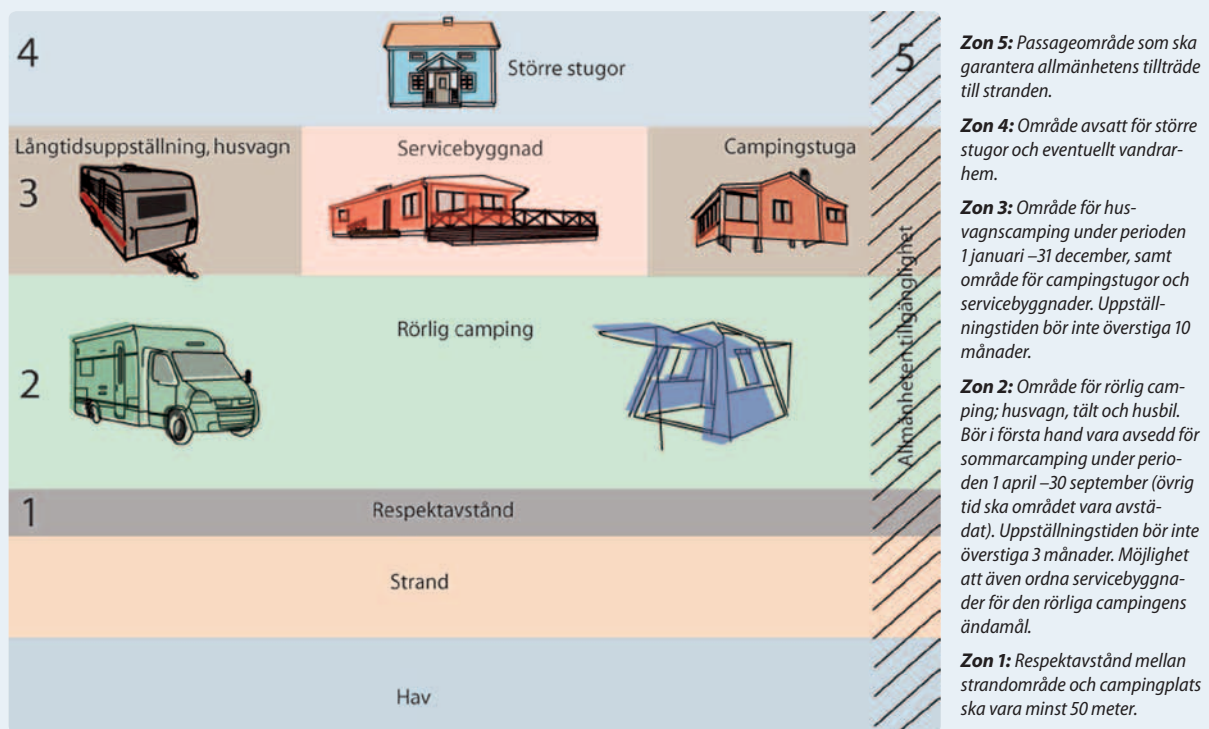 4
Större stugor
5
Långtidsuppställning, husvagn
Servicebyggnad
Campingstuga
3
Allmänheten tillgänglighet
Rörlig camping
2
1
Respektavstånd
Strand
Hav
Zon 5: Passageområde som ska
garantera allmänhetens tillträde
till stranden.
Zon 4: Område avsatt för större
stugor och eventuellt vandrar-
hem.
Zon 3: Område för hus-
vagnscamping under perioden
1 januari –31 december, samt
område för campingstugor och
servicebyggnader. Uppställ-
ningstiden bör inte överstiga 10
månader.
Zon 2: Område för rörlig cam-
ping; husvagn, tält och husbil.
Bör i första hand vara avsedd för
sommarcamping under perio-
den 1 april –30 september (övrig
tid ska området vara avstä-
dat). Uppställningstiden bör inte
överstiga 3 månader. Möjlighet
att även ordna servicebyggna-
der för den rörliga campingens
ändamål.
Zon 1: Respektavstånd mellan
strandområde och campingplats
ska vara minst 50 meter.